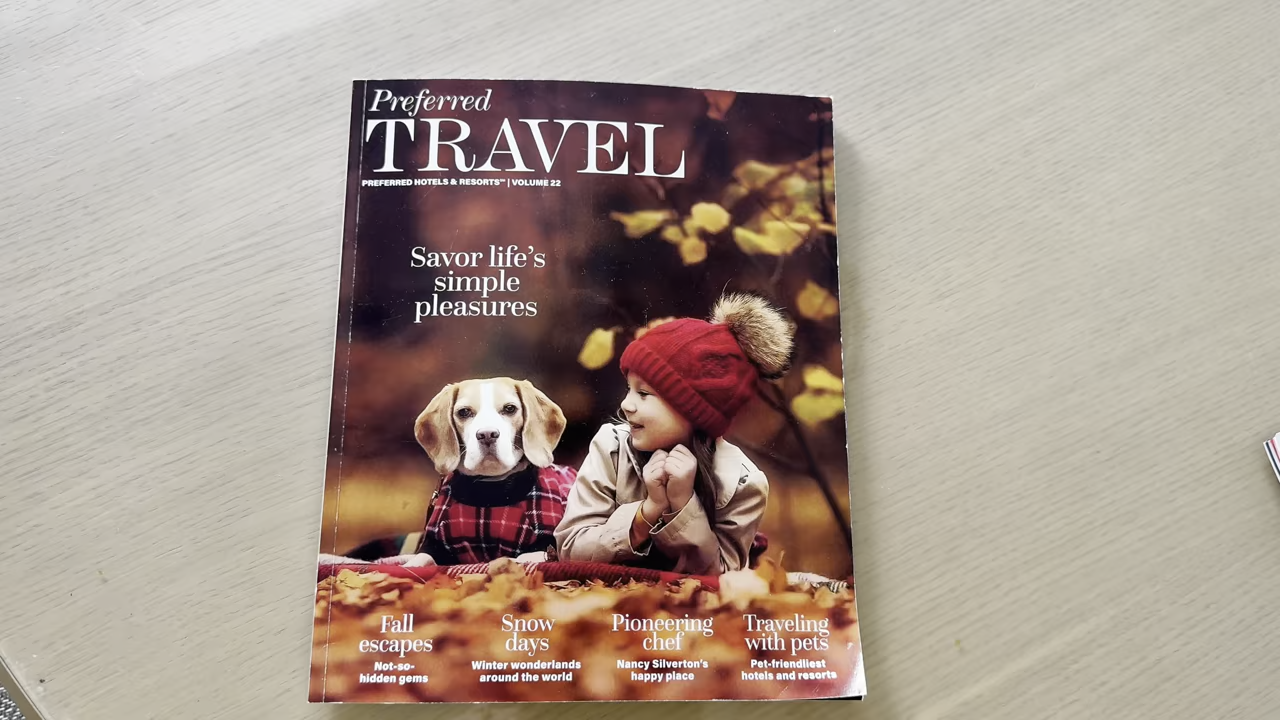 Preferred
TRAVEL
PREFERRED HOTELS & RESORTS℠ | VOLUME 22
Savor life's
simple
pleasures
Fall
escapes
Not-so-
hidden gems
Snow
days
Winter wonderlands
around the world
Pioneering
chef
Nancy Silverton's
happy place
Traveling
with pets
Pet-friendliest
hotels and resorts